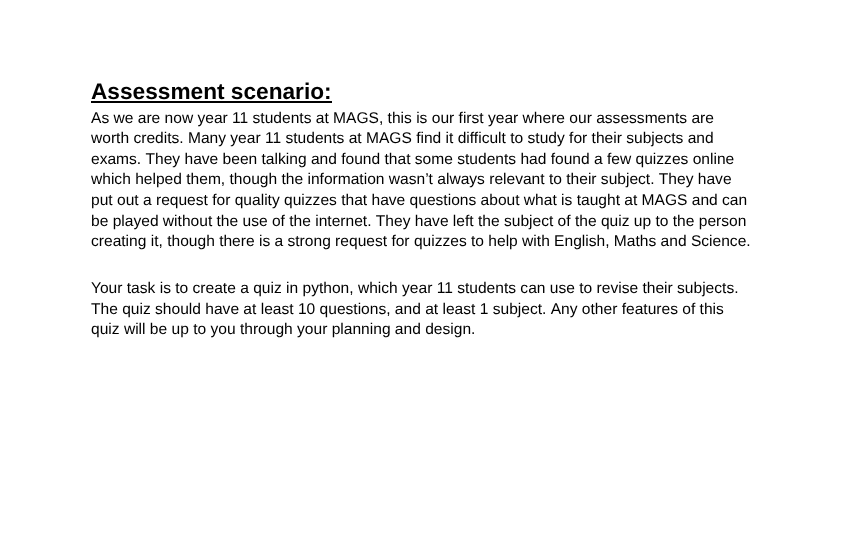 Assessment scenario:
As we are now year 11 students at MAGS, this is our first year where our assessments are
worth credits. Many year 11 students at MAGS find it difficult to study for their subjects and
exams. They have been talking and found that some students had found a few quizzes online
which helped them, though the information wasn’t always relevant to their subject. They have
put out a request for quality quizzes that have questions about what is taught at MAGS and can
be played without the use of the internet. They have left the subject of the quiz up to the person
creating it, though there is a strong request for quizzes to help with English, Maths and Science.
Your task is to create a quiz in python, which year 11 students can use to revise their subjects.
The quiz should have at least 10 questions, and at least 1 subject. Any other features of this
quiz will be up to you through your planning and design.